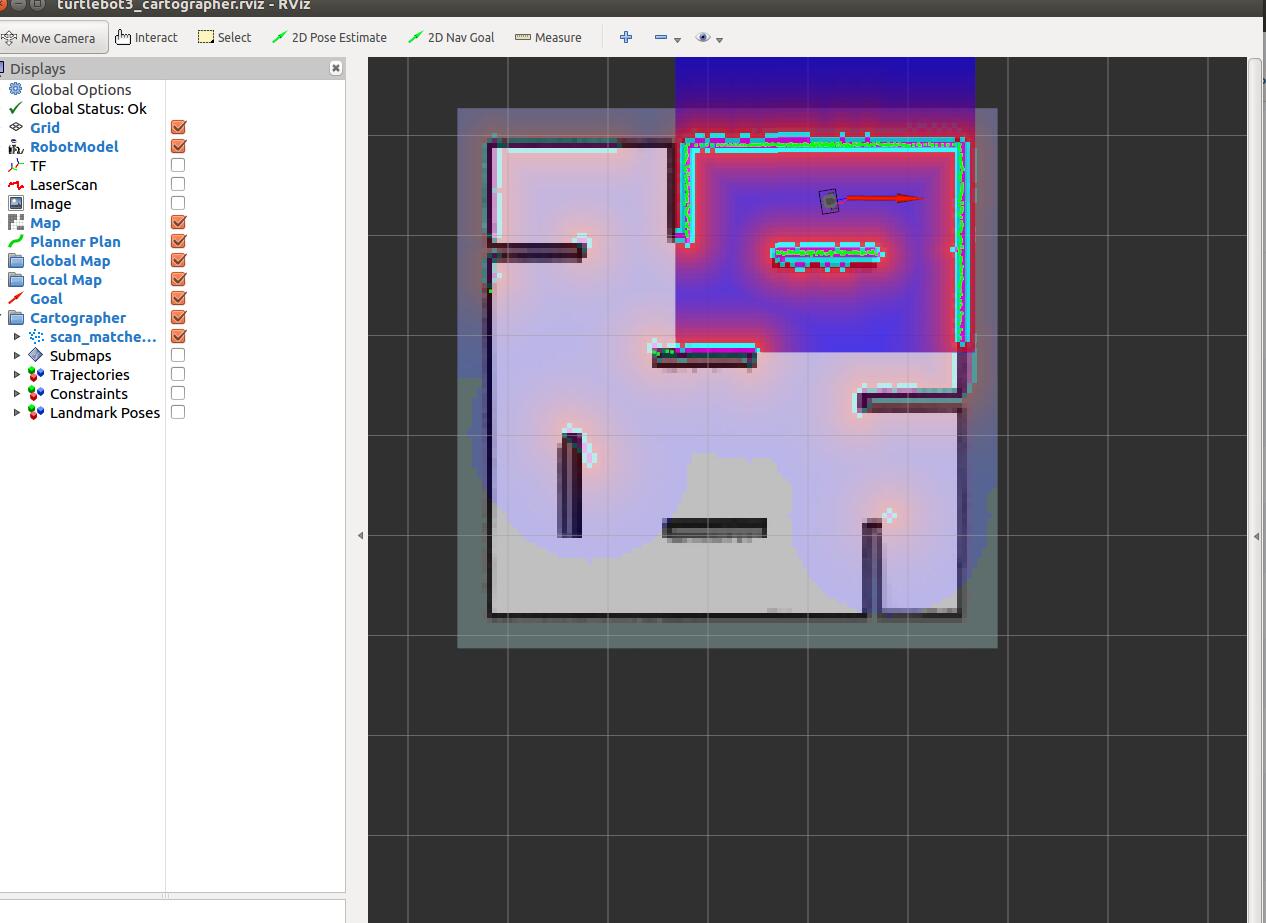 turtlebot3_cartographer.rviz - RViz
Move Camera Interact Select 2D Pose Estimate 2D Nav Goal Measure
Displays
Global Options
Global Status: Ok
Grid
RobotModel
TF
LaserScan
Image
Map
Planner Plan
Global Map
Local Map
Goal
Cartographer
scan_matche...
Submaps
Trajectories
Constraints
Landmark Poses